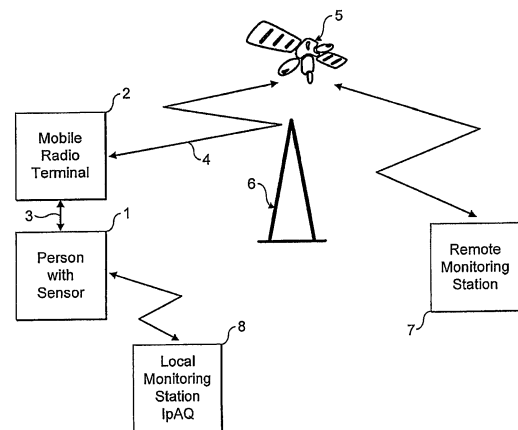 5
2
Mobile
Radio
Terminal
4
3
1
6
Person
with
Sensor
Remote
Monitoring
Station
7
8
Local
Monitoring
Station
IpAQ